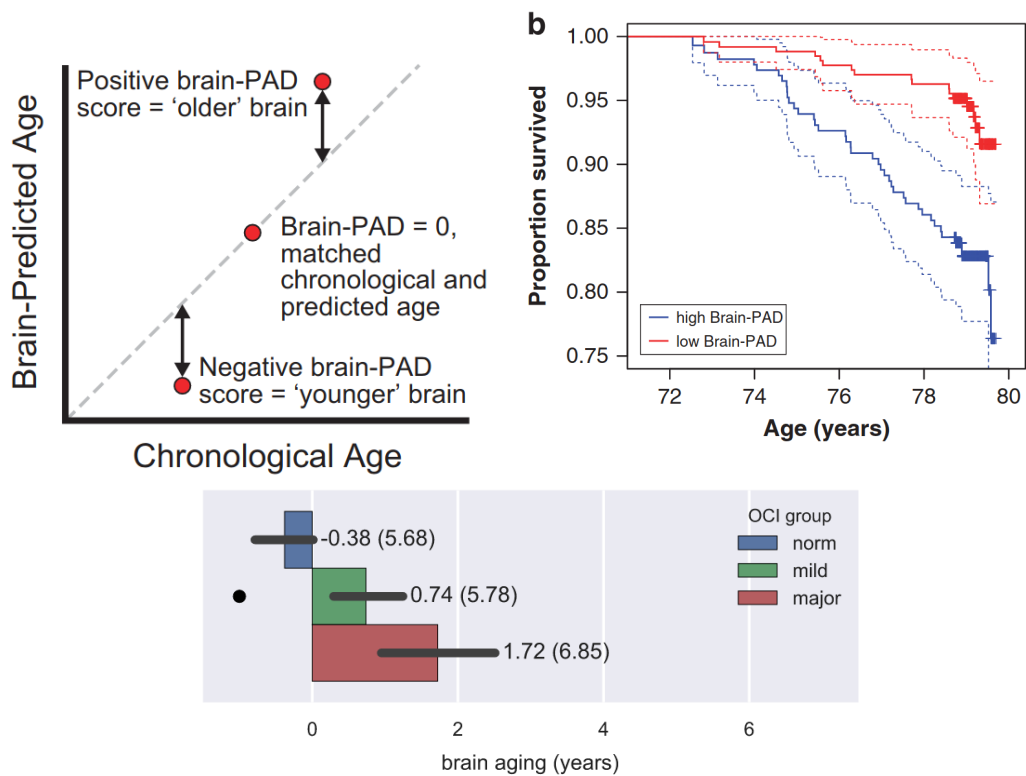 Positive brain-PAD
score = 'older' brain
Brain-PAD = 0,
matched
chronological and
predicted age
Negative brain-PAD
score = 'younger' brain
Brain-Predicted Age
Chronological Age
b
1.00
0.95
0.90
0.85
0.80
0.75
Proportion survived
high Brain-PAD
low Brain-PAD
72
74
76
78
80
Age (years)
-0.38 (5.68)
0.74 (5.78)
1.72 (6.85)
OCI group
norm
mild
major
0
2
4
6
brain aging (years)